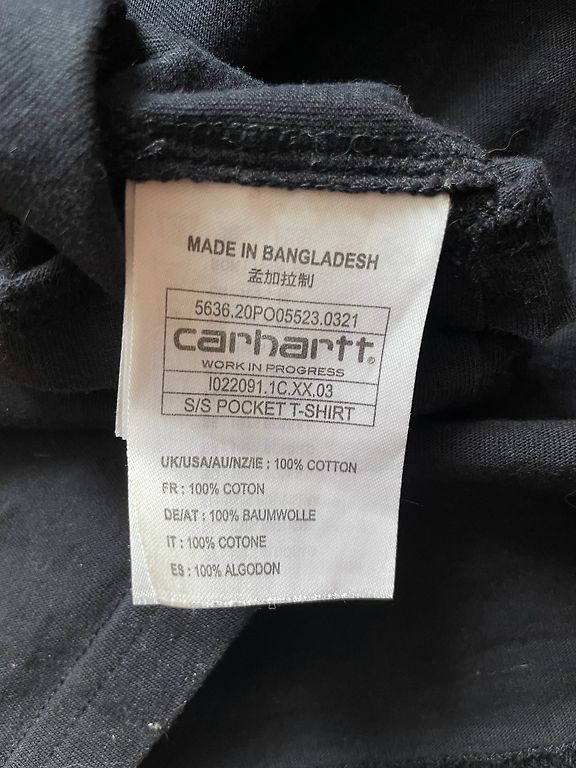 MADE IN BANGLADESH
孟加拉制
5636.20PO05523.0321
carhartt®
WORK IN PROGRESS
I022091.1C.XX.03
S/S POCKET T-SHIRT
UK/USA/AU/NZ/IE : 100% COTTON
FR : 100% COTON
DE/AT : 100% BAUMWOLLE
IT : 100% COTONE
ES : 100% ALGODON